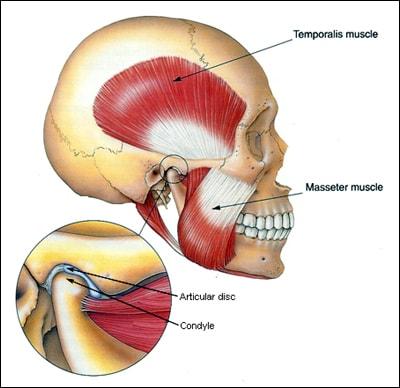 Temporalis muscle
Masseter muscle
Articular disc
Condyle